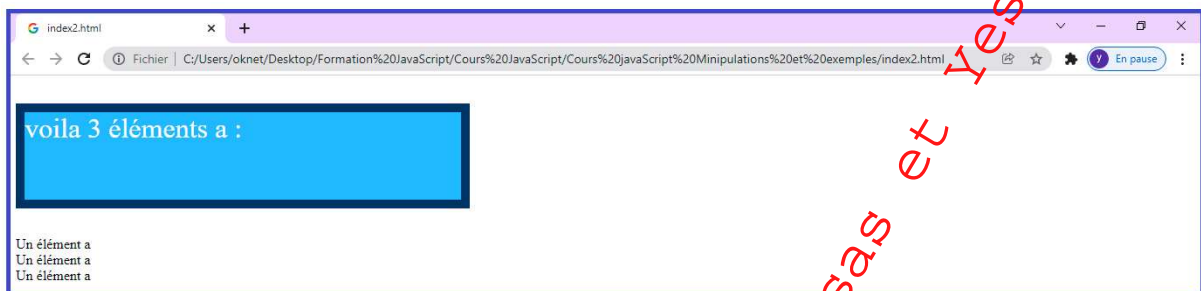 index2.html
Fichier | C:/Users/oknet/Desktop/Formation%20JavaScript/Cours%20JavaScript/Cours%20javaScript%20Minipulations%20et%20exemples/index2.html
y En pause
voila 3 éléments a :
Un élément a
Un élément a
Un élément a
sas et Yes